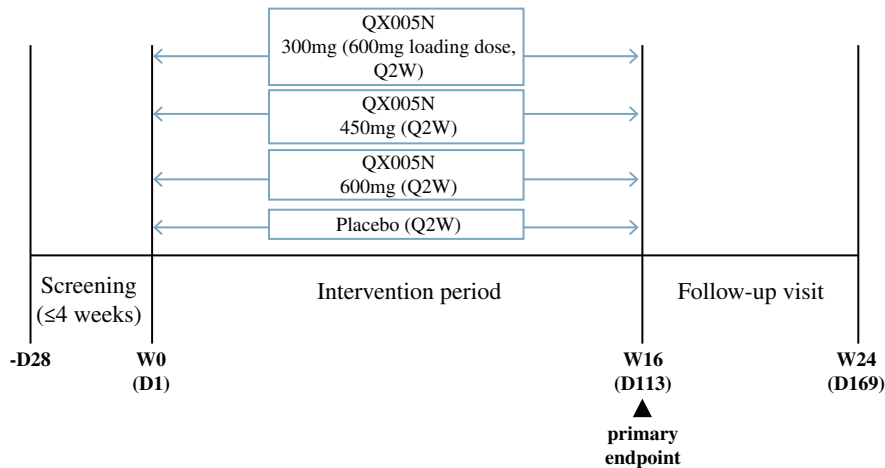 QX005N
300mg (600mg loading dose,
Q2W)
QX005N
450mg (Q2W)
QX005N
600mg (Q2W)
Placebo (Q2W)
Screening
(≤4 weeks)
Intervention period
Follow-up visit
-D28
W0
(D1)
W16
(D113)
W24
(D169)
primary
endpoint